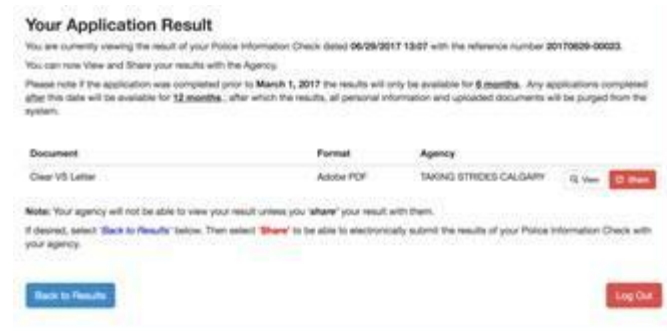 Your Application Result
You are currently viewing the result of your Police Information Check dated 06/29/2017 13:07 with the reference number 20170629-00023.
You can now View and Share your results with the Agency.
Please note if the application was completed prior to March 1, 2017 the results will only be available for 6 months. Any applications completed
after this date will be available for 12 months, after which the results, all personal information and uploaded documents will be purged from the
system.
Document Format Agency
Clear VS Letter Adobe PDF TAKING STRIDES CALGARY View Share
Note: Your agency will not be able to view your result unless you 'share' your result with them.
If desired, select 'Back to Results' below. Then select 'Share' to be able to electronically submit the results of your Police Information Check with
your agency.
Back to Results Log Out